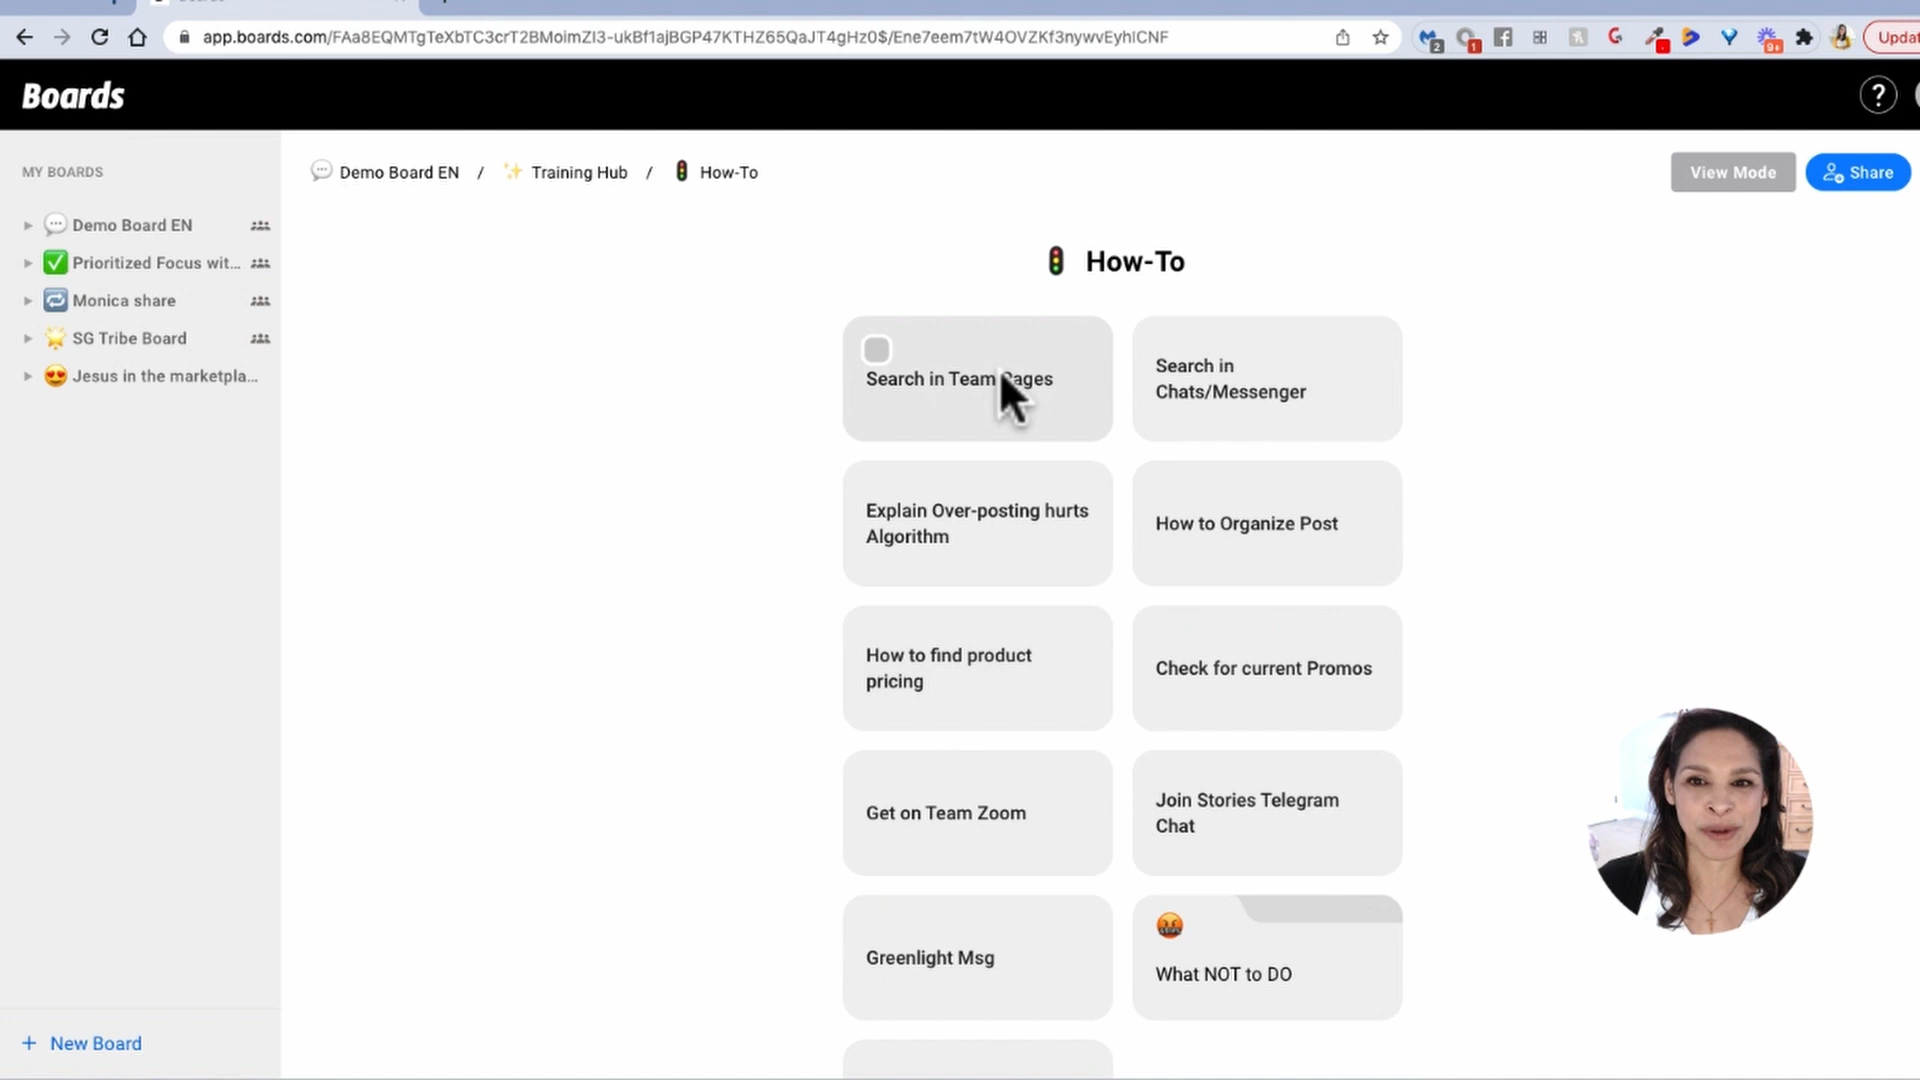 app.boards.com/FAa8EQMTgTeXbTC3crT2BMoimZI3-ukBf1ajBGP47KTHZ65QaJT4gHz0$/Ene7eem7tW4OVZKf3nywvEyhICNF
2
1
9+
Updat
Boards
?
MY BOARDS
Demo Board EN / Training Hub / How-To
View Mode
Share
Demo Board EN
Prioritized Focus wit...
Monica share
SG Tribe Board
Jesus in the marketpla...
How-To
Search in Team Pages
Search in
Chats/Messenger
Explain Over-posting hurts
Algorithm
How to Organize Post
How to find product
pricing
Check for current Promos
Get on Team Zoom
Join Stories Telegram
Chat
Greenlight Msg
What NOT to DO
+ New Board